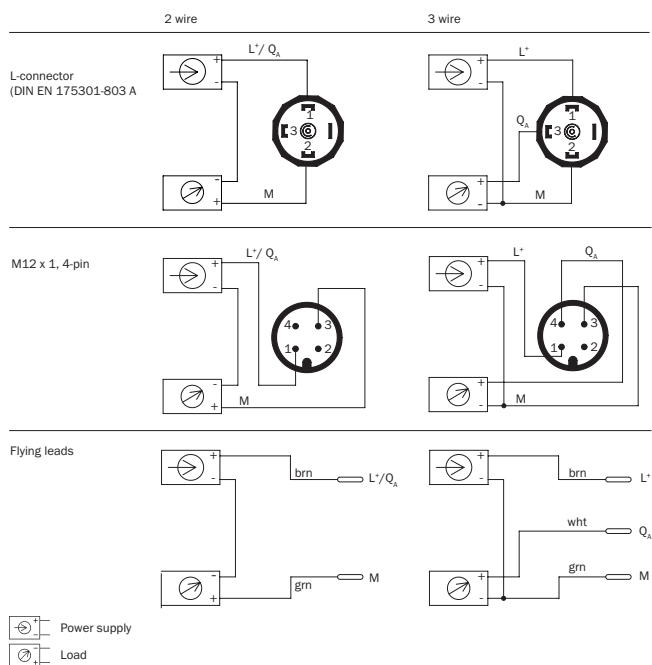 2 wire 3 wire
L-connector
(DIN EN 175301-803 A
+ L⁺/ Q_A
-
1
3
2
-
+ M
+ L⁺
-
1
Q_A 3
2
+
- M
M12 x 1, 4-pin
+ L⁺/ Q_A
-
4 3
1 2
-
+ M
+ L⁺ Q_A
-
4 3
1 2
+
- M
Flying leads
+
- brn L⁺/Q_A
-
+ grn M
+
- brn L⁺
wht Q_A
+ grn M
-
+
- Power supply
-
+ Load